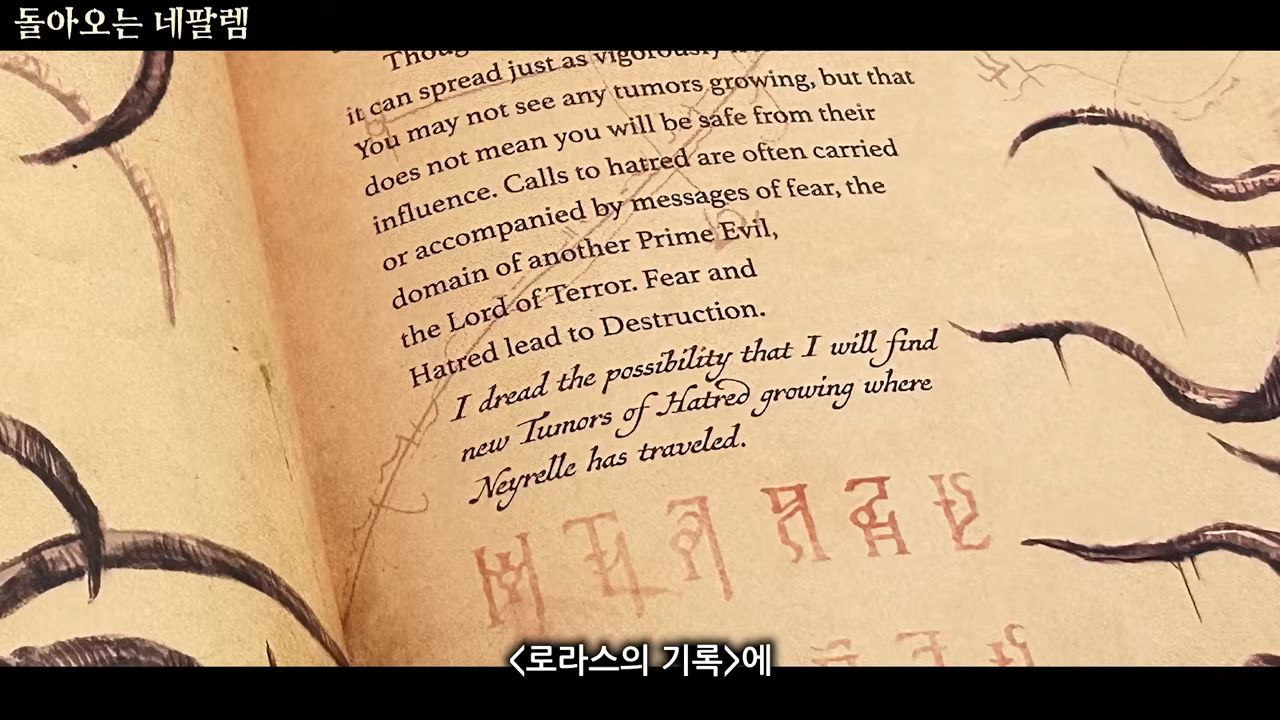 돌아오는 네팔렘
Thoug
it can spread just as vigorously
You may not see any tumors growing, but that
does not mean you will be safe from their
influence. Calls to hatred are often carried
or accompanied by messages of fear, the
domain of another Prime Evil,
the Lord of Terror. Fear and
Hatred lead to Destruction.
I dread the possibility that I will find
new Tumors of Hatred growing where
Neyrelle has traveled.
<로라스의 기록>에